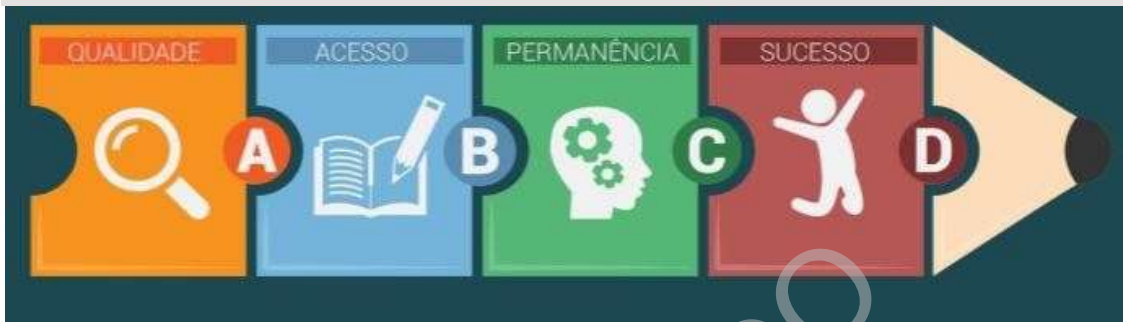 QUALIDADE
ACESSO
PERMANÊNCIA
SUCESSO
A
B
C
D